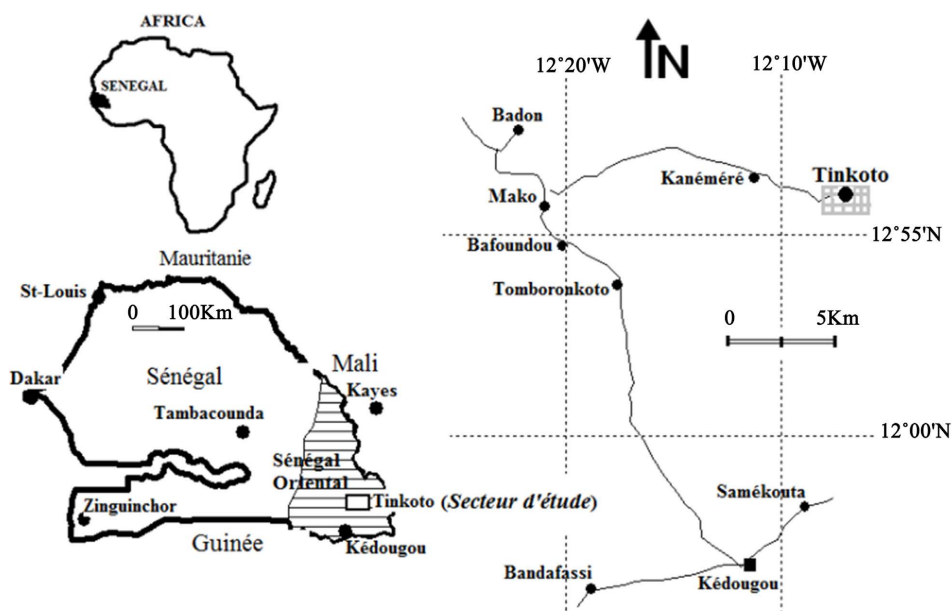 AFRICA
SENEGAL
Mauritanie
St-Louis
0 100Km
Mali
Dakar
Sénégal
Kayes
Tambacounda
Sénégal
Oriental
Zinguinchor
Tinkoto (Secteur d'étude)
Guinée
Kédougou
N
12°20'W
12°10'W
Badon
Kanéméré
Tinkoto
Mako
12°55'N
Bafoundou
Tomboronkoto
0 5Km
12°00'N
Samékouta
Bandafassi
Kédougou